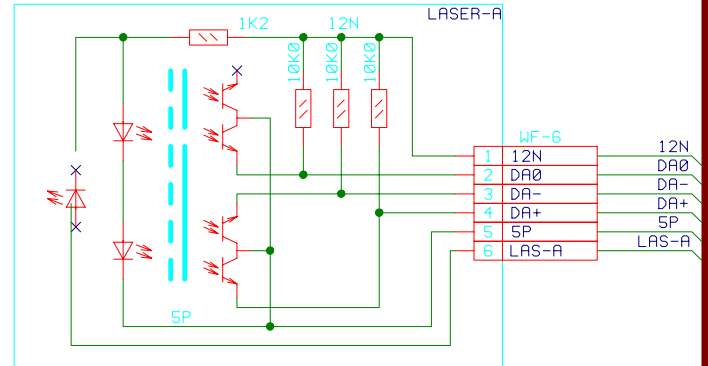 LASER-A
1K2
12N
10K0
10K0
10K0
WF-6
1 12N 12N
2 DA0 DA0
3 DA- DA-
4 DA+ DA+
5 5P 5P
6 LAS-A LAS-A
5P